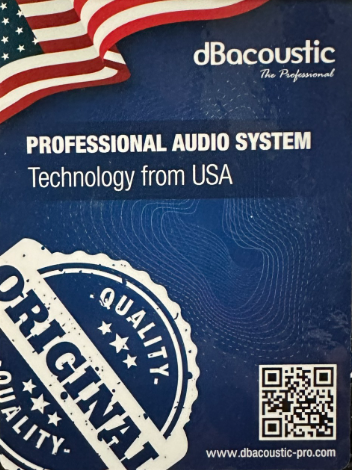 dBacoustic
The Professional
PROFESSIONAL AUDIO SYSTEM
Technology from USA
QUALITY
ORIGINAL
QUALITY
www.dbacoustic-pro.com